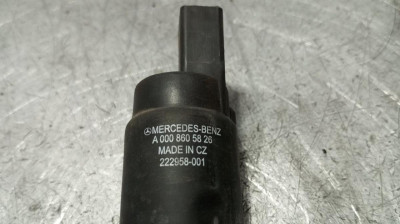 MERCEDES-BENZ
A 000 860 58 26
MADE IN CZ
222958-001